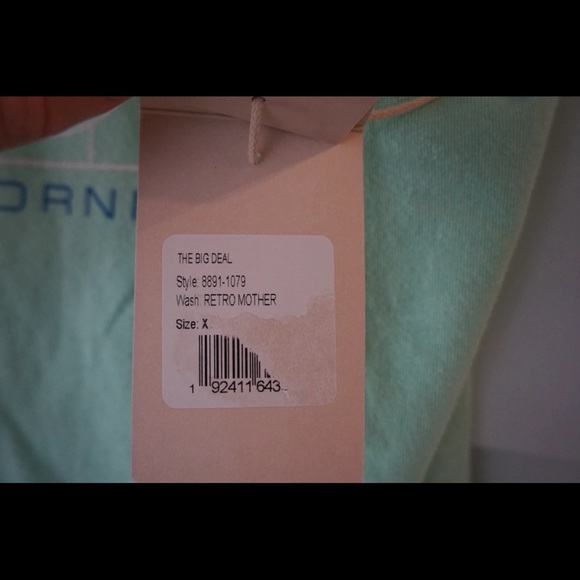 ORNI
THE BIG DEAL
Style: 8891-1079
Wash: RETRO MOTHER
Size: X
1 92411 643